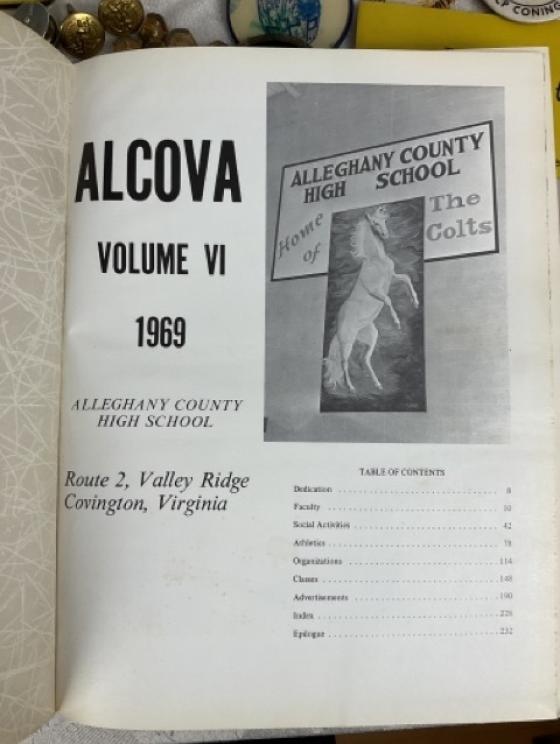 LP CONING
ALCOVA
VOLUME VI
1969
ALLEGHANY COUNTY
HIGH SCHOOL
Route 2, Valley Ridge
Covington, Virginia
ALLEGHANY COUNTY
HIGH SCHOOL
Home of
The Colts
TABLE OF CONTENTS
Dedication 8
Faculty 10
Social Activities 42
Athletics 78
Organizations 114
Classes 148
Advertisements 190
Index 228
Epilogue 232